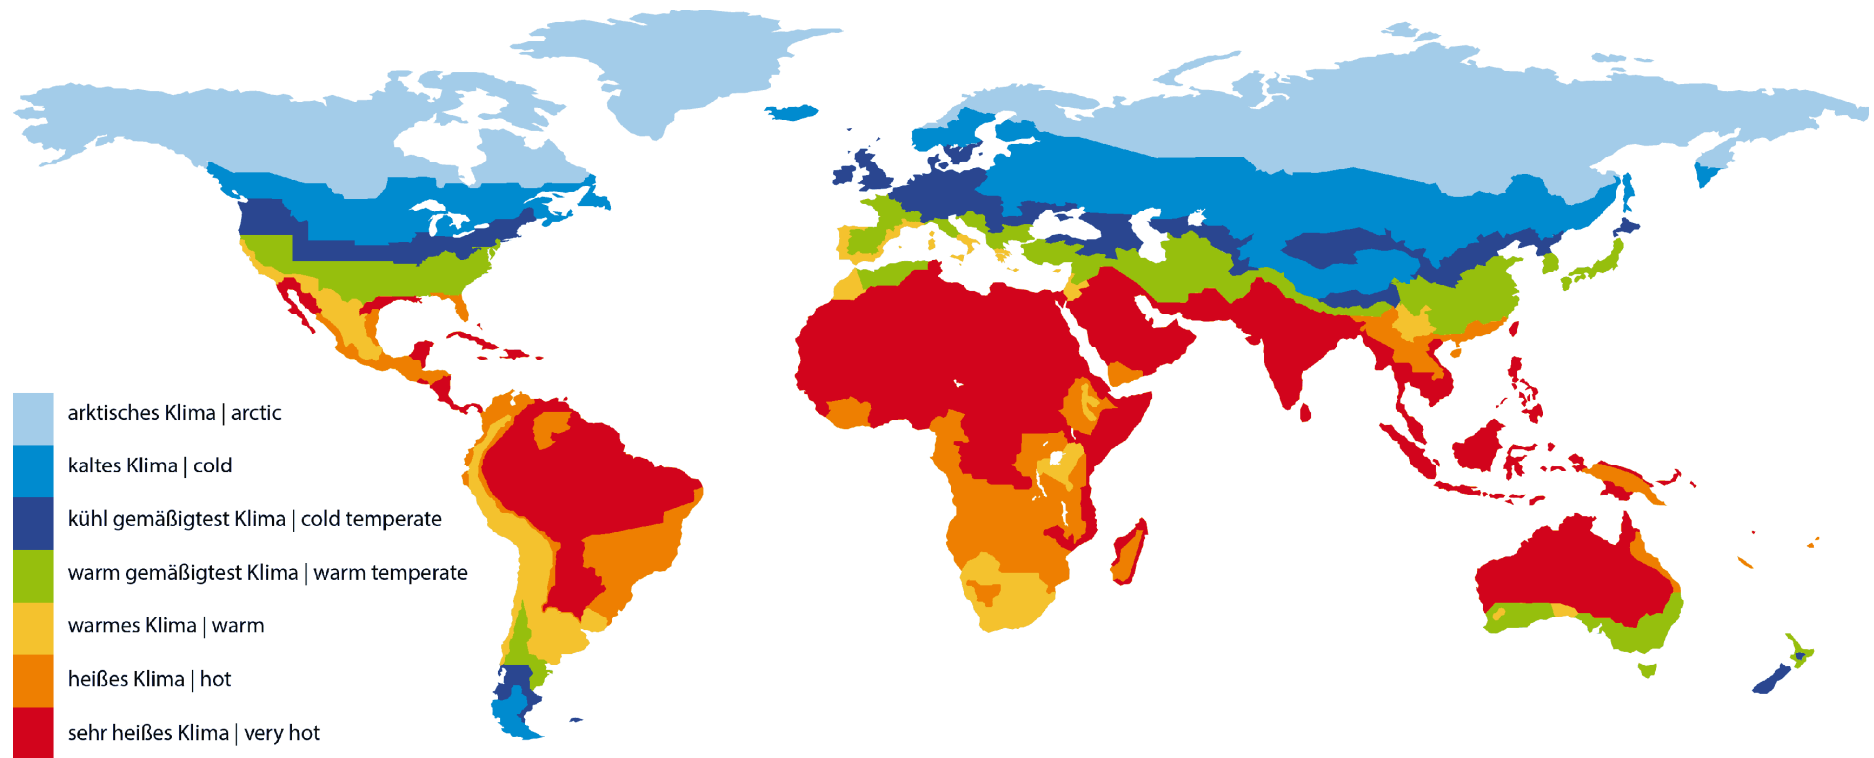 arktisches Klima | arctic
kaltes Klima | cold
kühl gemäßigtest Klima | cold temperate
warm gemäßigtest Klima | warm temperate
warmes Klima | warm
heißes Klima | hot
sehr heißes Klima | very hot